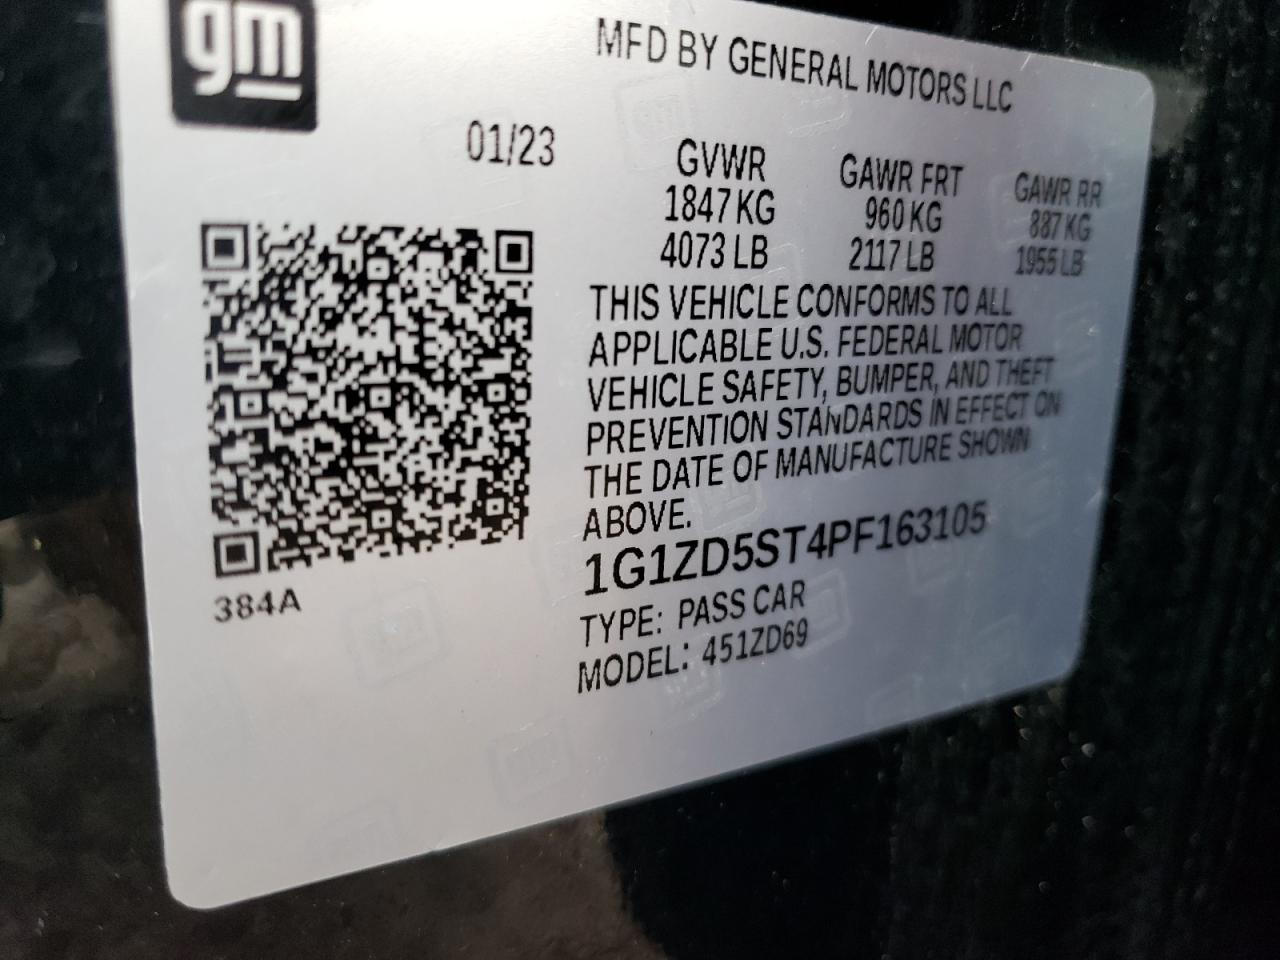 gm
MFD BY GENERAL MOTORS LLC
01/23
GVWR GAWR FRT GAWR RR
1847 KG 960 KG 887 KG
4073 LB 2117 LB 1955 LB
THIS VEHICLE CONFORMS TO ALL
APPLICABLE U.S. FEDERAL MOTOR
VEHICLE SAFETY, BUMPER, AND THEFT
PREVENTION STANDARDS IN EFFECT ON
THE DATE OF MANUFACTURE SHOWN
ABOVE.
1G1ZD5ST4PF163105
384A
TYPE: PASS CAR
MODEL: 451ZD69